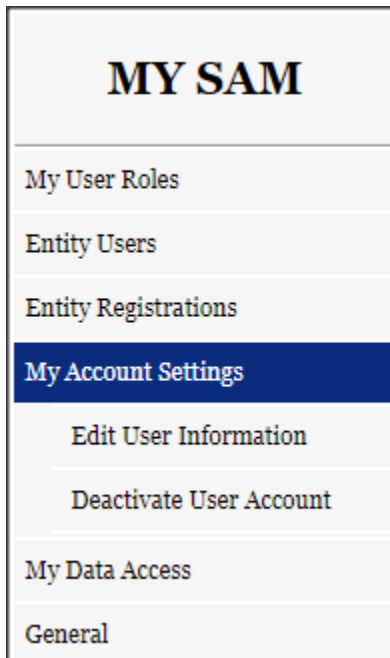 MY SAM
My User Roles
Entity Users
Entity Registrations
My Account Settings
Edit User Information
Deactivate User Account
My Data Access
General